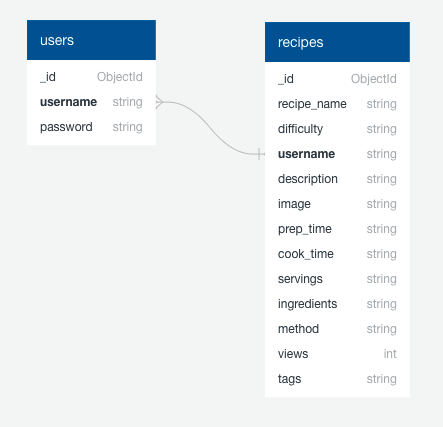 users
_id ObjectId
username string
password string
recipes
_id ObjectId
recipe_name string
difficulty string
username string
description string
image string
prep_time string
cook_time string
servings string
ingredients string
method string
views int
tags string